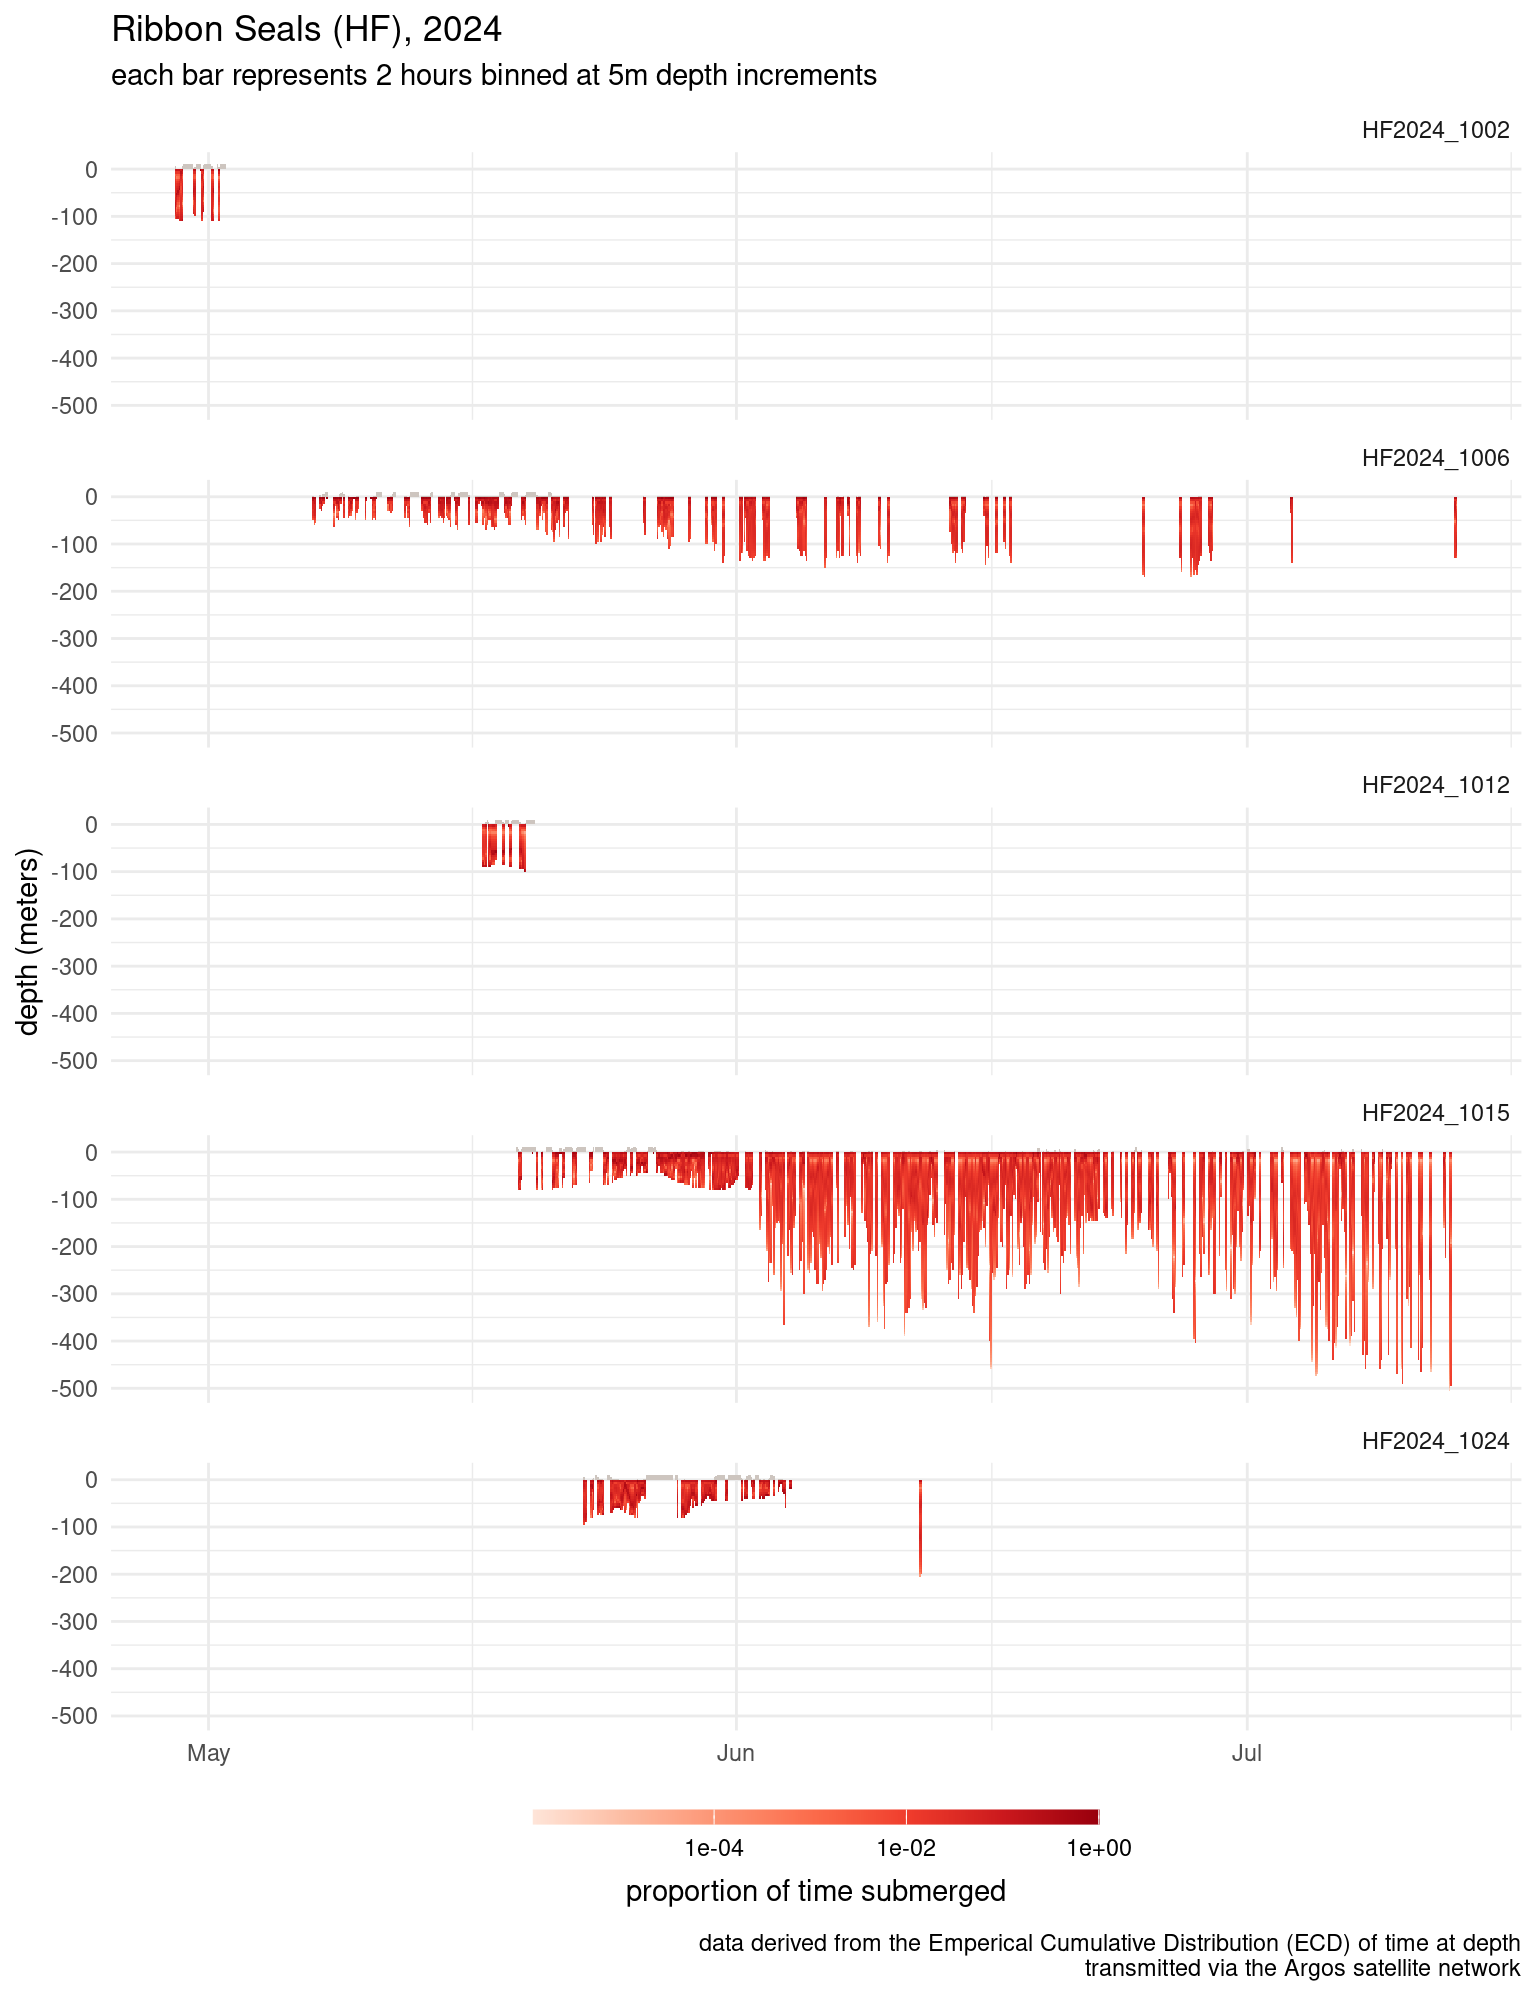 Ribbon Seals (HF), 2024
each bar represents 2 hours binned at 5m depth increments
HF2024_1002
0
-100
-200
-300
-400
-500
HF2024_1006
0
-100
-200
-300
-400
-500
HF2024_1012
0
-100
-200
-300
-400
-500
depth (meters)
HF2024_1015
0
-100
-200
-300
-400
-500
HF2024_1024
0
-100
-200
-300
-400
-500
May Jun Jul
1e-04 1e-02 1e+00
proportion of time submerged
data derived from the Emperical Cumulative Distribution (ECD) of time at depth
transmitted via the Argos satellite network